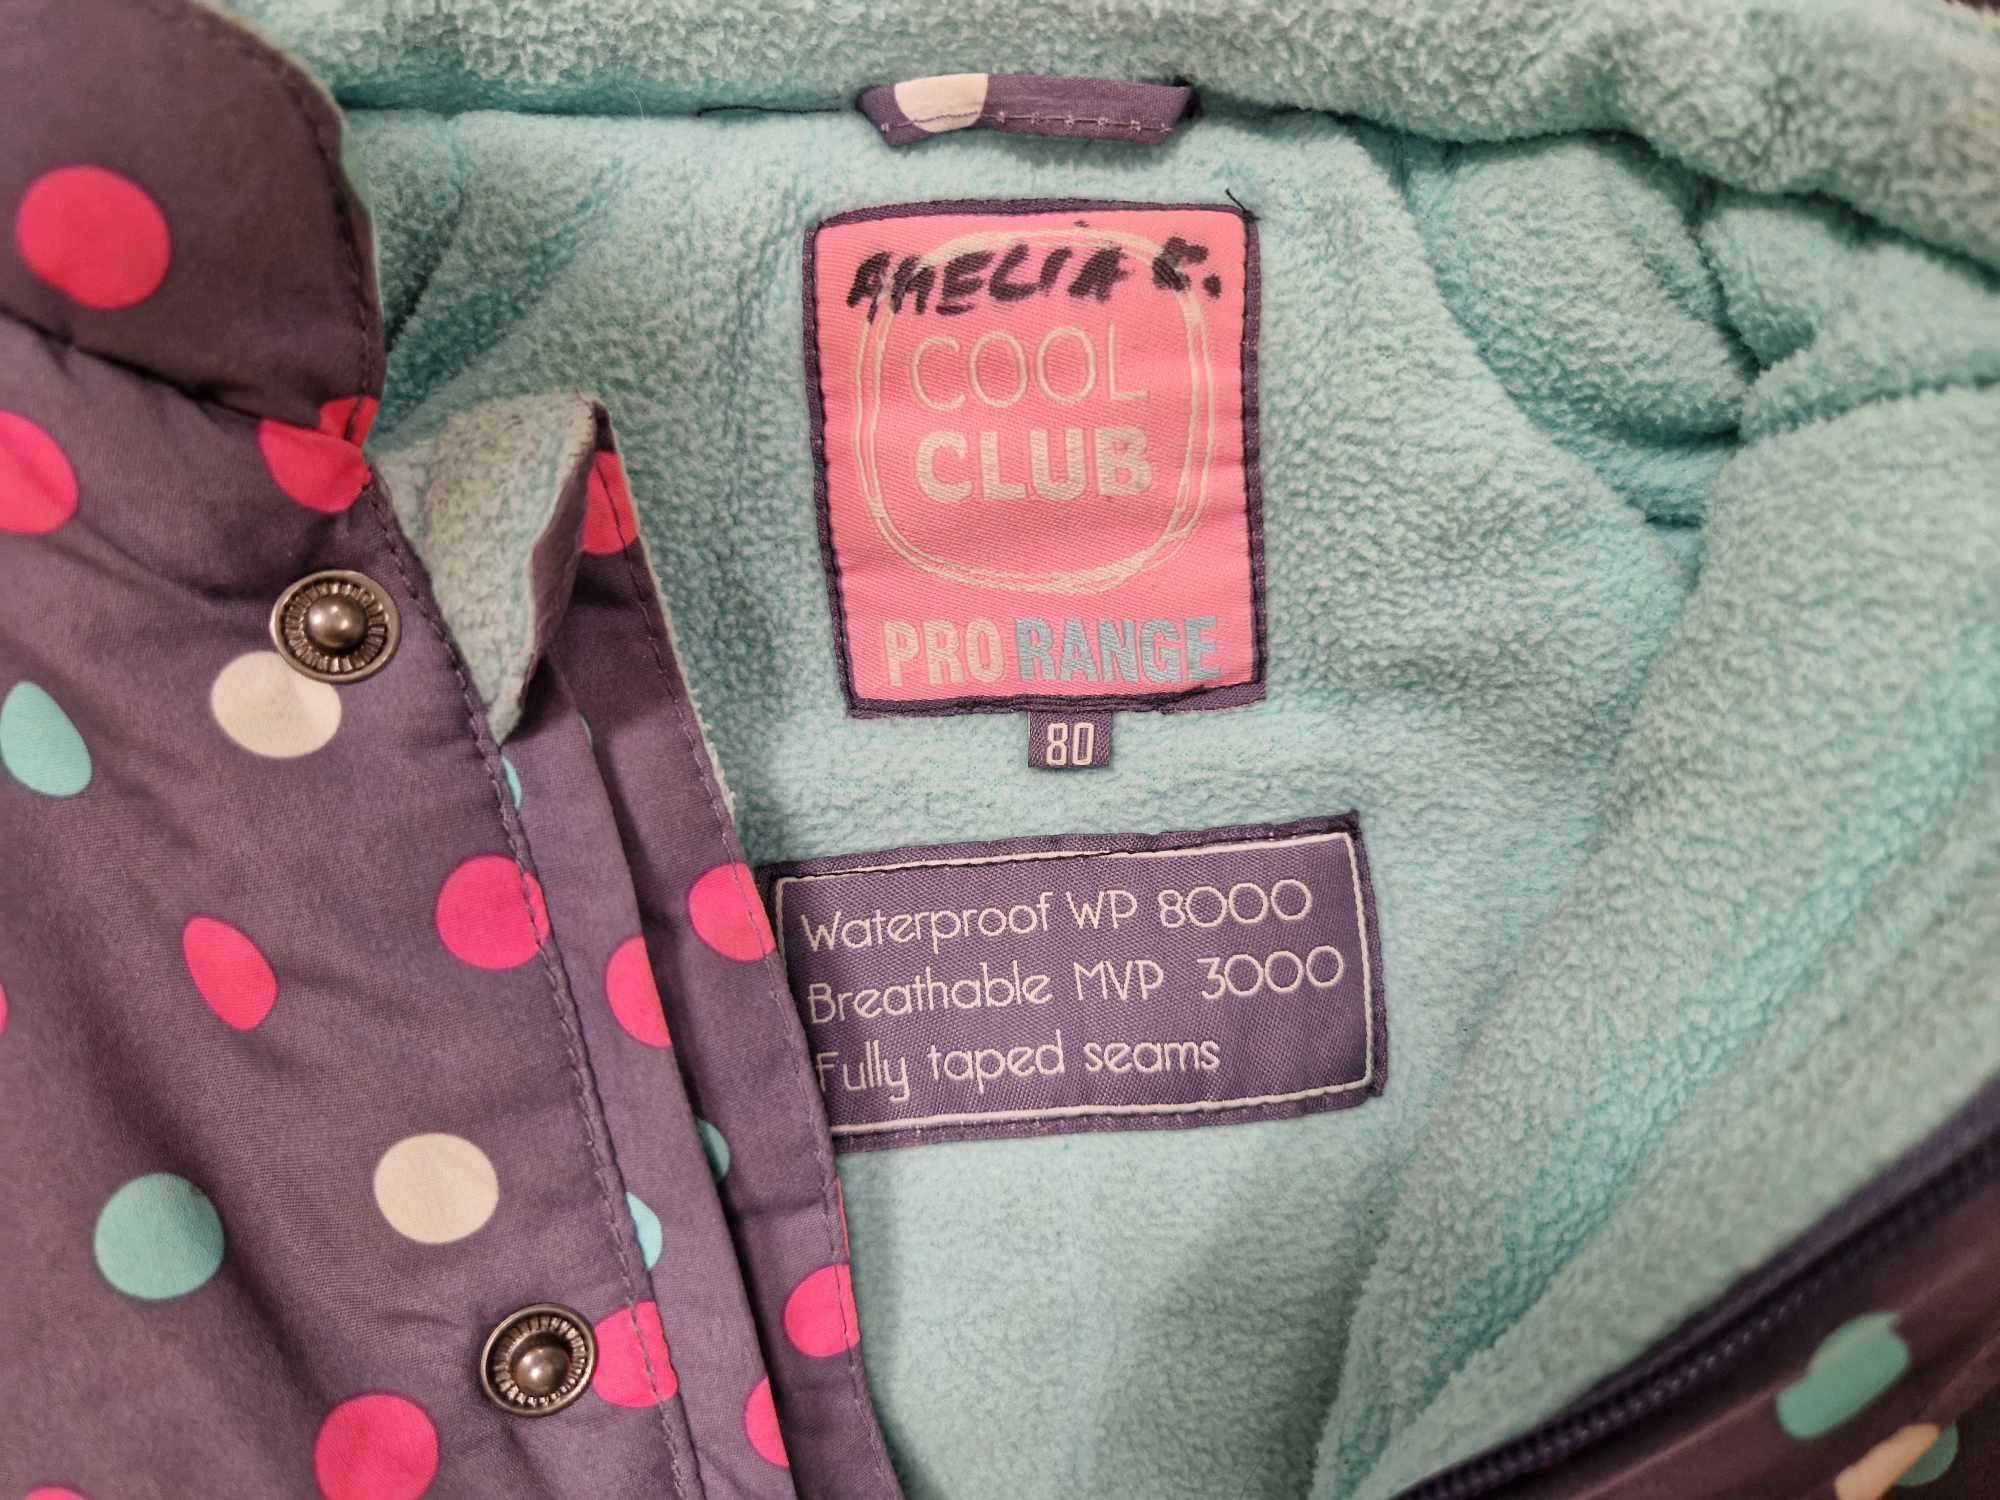 AMELIA E.
COOL
CLUB
PRO RANGE
80
Waterproof WP 8000
Breathable MVP 3000
Fully taped seams